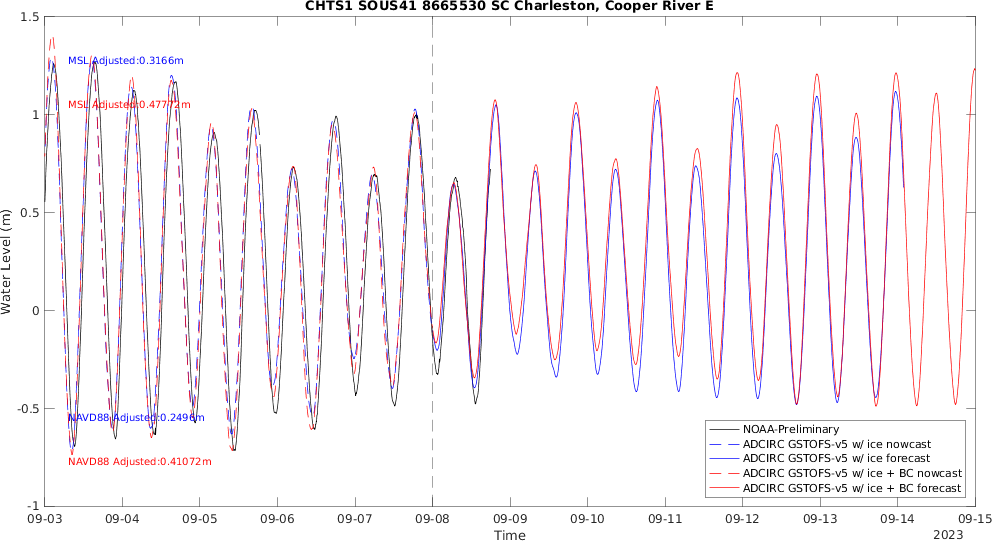 CHTS1 SOUS41 8665530 SC Charleston, Cooper River E
1.5
1
0.5
0
-0.5
-1
Water Level (m)
MSL Adjusted:0.3166m
MSL Adjusted:0.47772m
NAVD88 Adjusted:0.2496m
NAVD88 Adjusted:0.41072m
NOAA-Preliminary
ADCIRC GSTOFS-v5 w/ ice nowcast
ADCIRC GSTOFS-v5 w/ ice forecast
ADCIRC GSTOFS-v5 w/ ice + BC nowcast
ADCIRC GSTOFS-v5 w/ ice + BC forecast
09-03 09-04 09-05 09-06 09-07 09-08 09-09 09-10 09-11 09-12 09-13 09-14 09-15
Time
2023